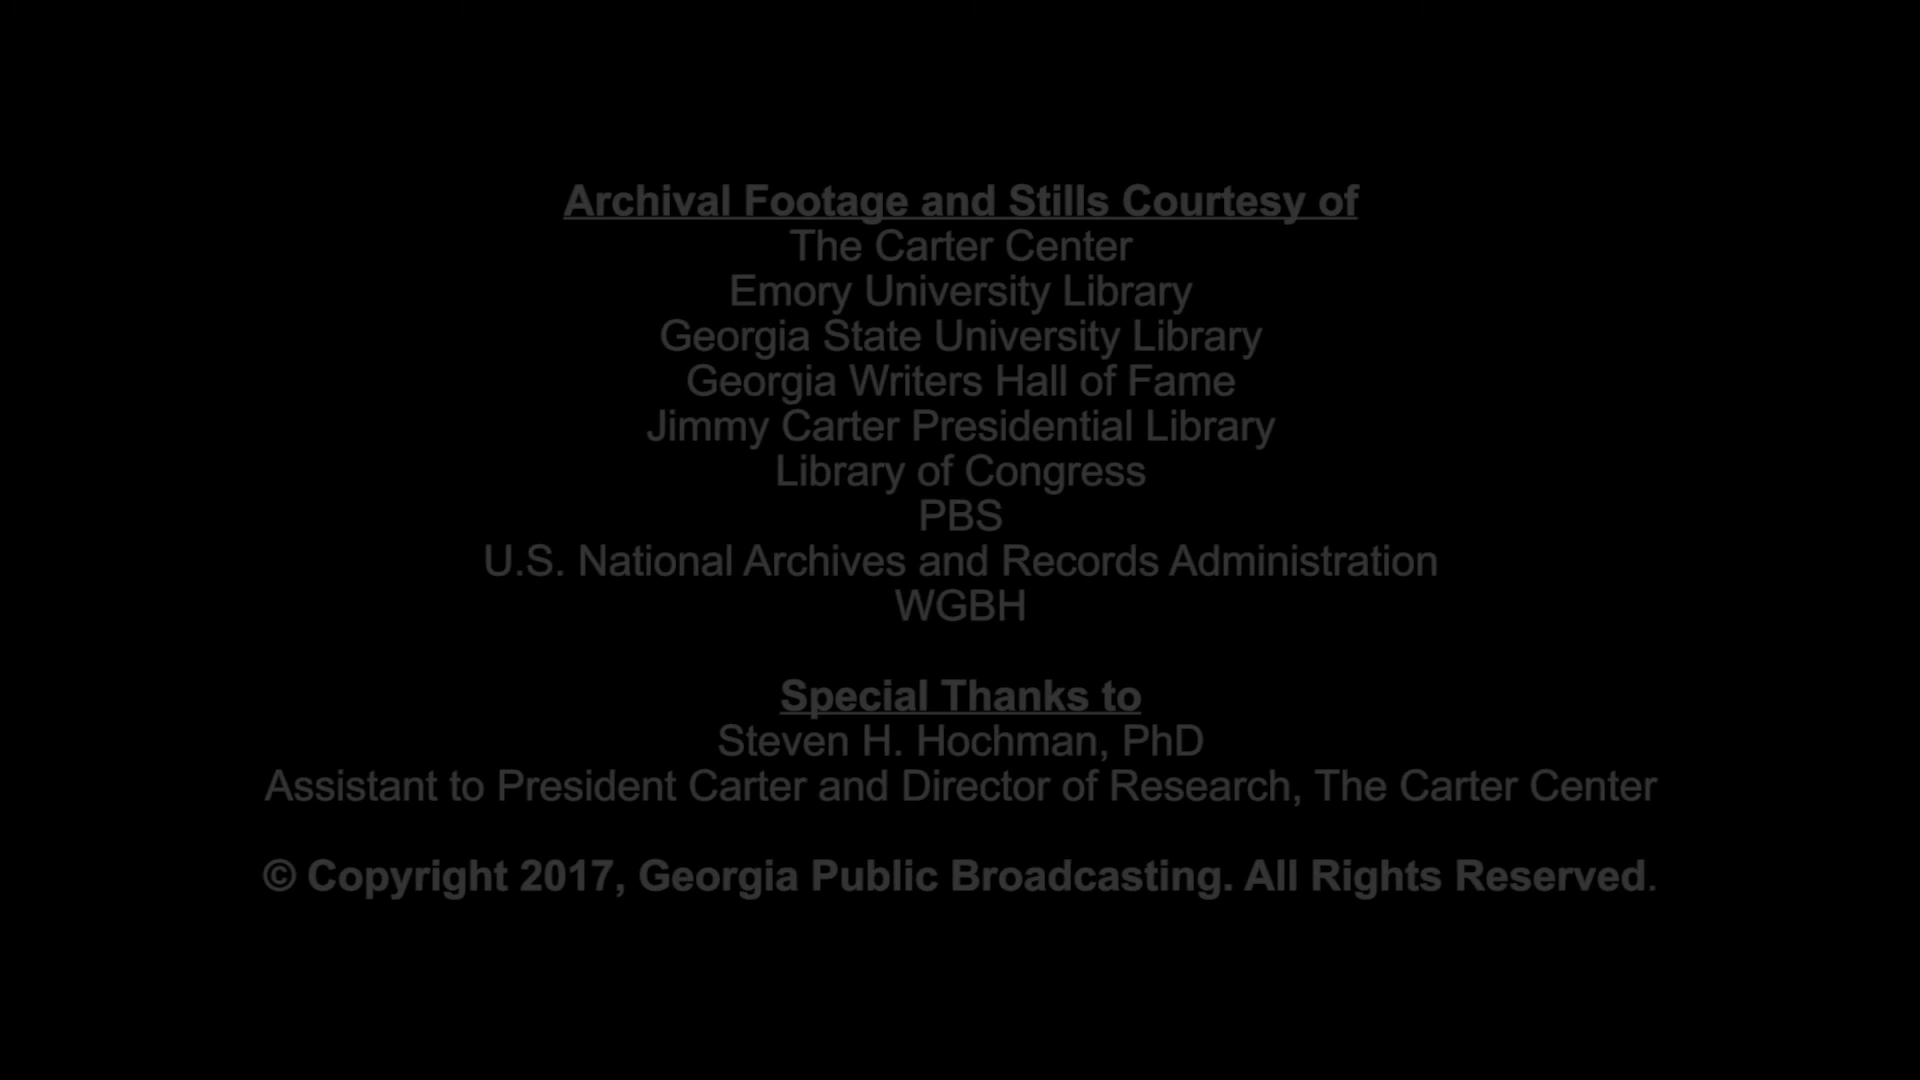 Archival Footage and Stills Courtesy of
The Carter Center
Emory University Library
Georgia State University Library
Georgia Writers Hall of Fame
Jimmy Carter Presidential Library
Library of Congress
PBS
U.S. National Archives and Records Administration
WGBH
Special Thanks to
Steven H. Hochman, PhD
Assistant to President Carter and Director of Research, The Carter Center
© Copyright 2017, Georgia Public Broadcasting. All Rights Reserved.